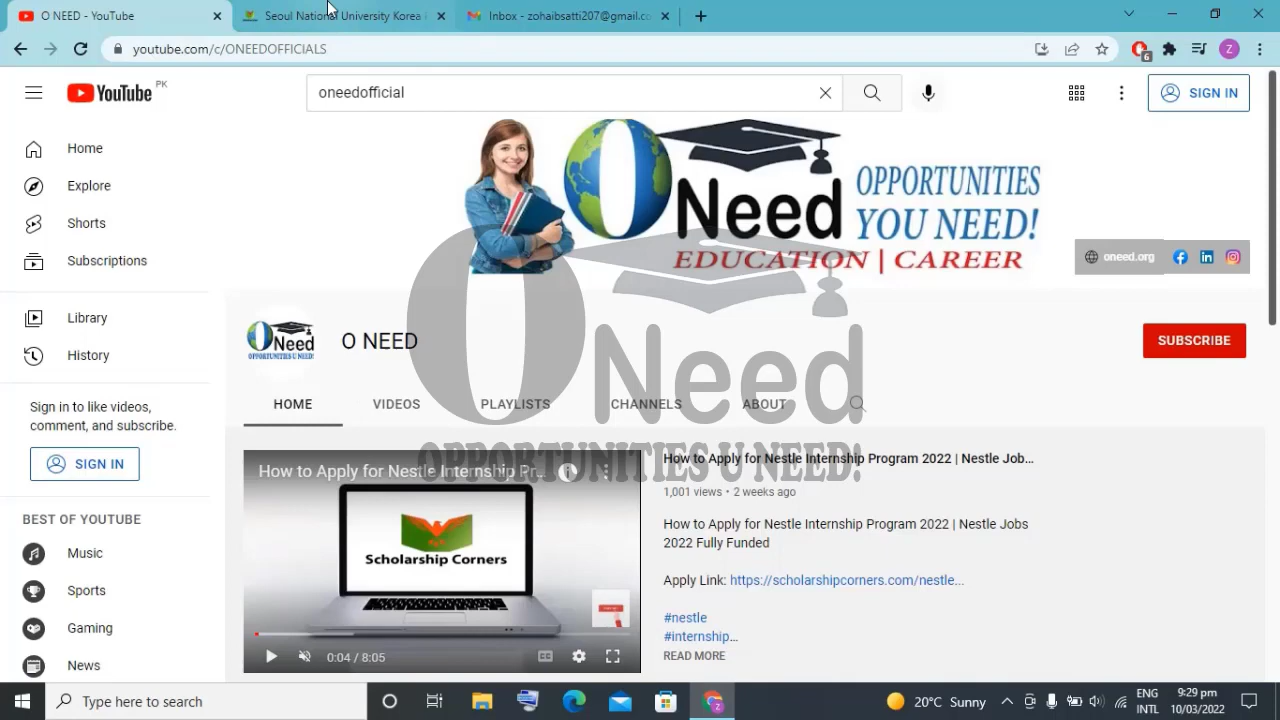 O NEED - YouTube
Seoul National University Korea
Inbox - zohaibsatti207@gmail.co
youtube.com/c/ONEEDOFFICIALS
6
Z
YouTube PK
oneedofficial
SIGN IN
Home
Explore
Shorts
Subscriptions
Library
History
Sign in to like videos,
comment, and subscribe.
SIGN IN
BEST OF YOUTUBE
Music
Sports
Gaming
News
O Need OPPORTUNITIES
YOU NEED!
EDUCATION | CAREER
oneed.org
O Need
OPPORTUNITIES U NEED!
O NEED
SUBSCRIBE
HOME VIDEOS PLAYLISTS CHANNELS ABOUT
O Need
OPPORTUNITIES U NEED!
How to Apply for Nestle Internship Pr...
Scholarship Corners
0:04 / 8:05
How to Apply for Nestle Internship Program 2022 | Nestle Job...
1,001 views • 2 weeks ago
How to Apply for Nestle Internship Program 2022 | Nestle Jobs
2022 Fully Funded
Apply Link: https://scholarshipcorners.com/nestle...
#nestle
#internship...
READ MORE
Type here to search
20°C Sunny
ENG
INTL
9:29 pm
10/03/2022